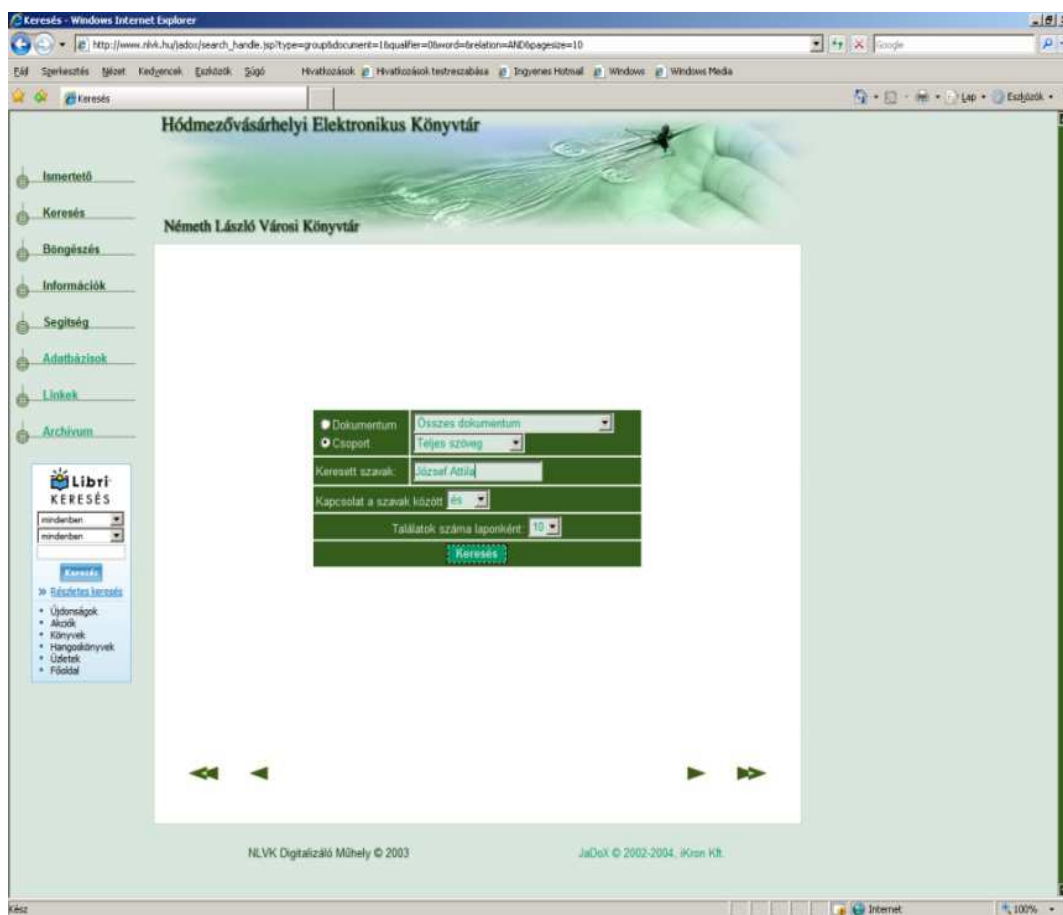 Keresés - Windows Internet Explorer
http://www.nlvk.hu/jadox/search_handle.jsp?type=group&document=1&qualifier=0&word=&relation=AND&pagesize=10
Google
Fájl Szerkesztés Nézet Kedvencek Eszközök Súgó Hivatkozások Hivatkozások testreszabása Ingyenes Hotmail Windows Windows Media
Keresés
Lap Eszközök
Hódmezővásárhelyi Elektronikus Könyvtár
Németh László Városi Könyvtár
Ismertető
Keresés
Böngészés
Információk
Segítség
Adatbázisok
Linkek
Archívum
Libri
KERESÉS
mindenben
mindenben
Keresés
» Részletes keresés
• Újdonságok
• Akciók
• Könyvek
• Hangoskönyvek
• Üzletek
• Főoldal
Dokumentum Összes dokumentum
Csoport Teljes szöveg
Keresett szavak: József Attila
Kapcsolat a szavak között és
Találatok száma laponként: 10
Keresés
NLVK Digitalizáló Műhely © 2003
JaDoX © 2002-2004, iKron Kft.
Kész
Internet
100%